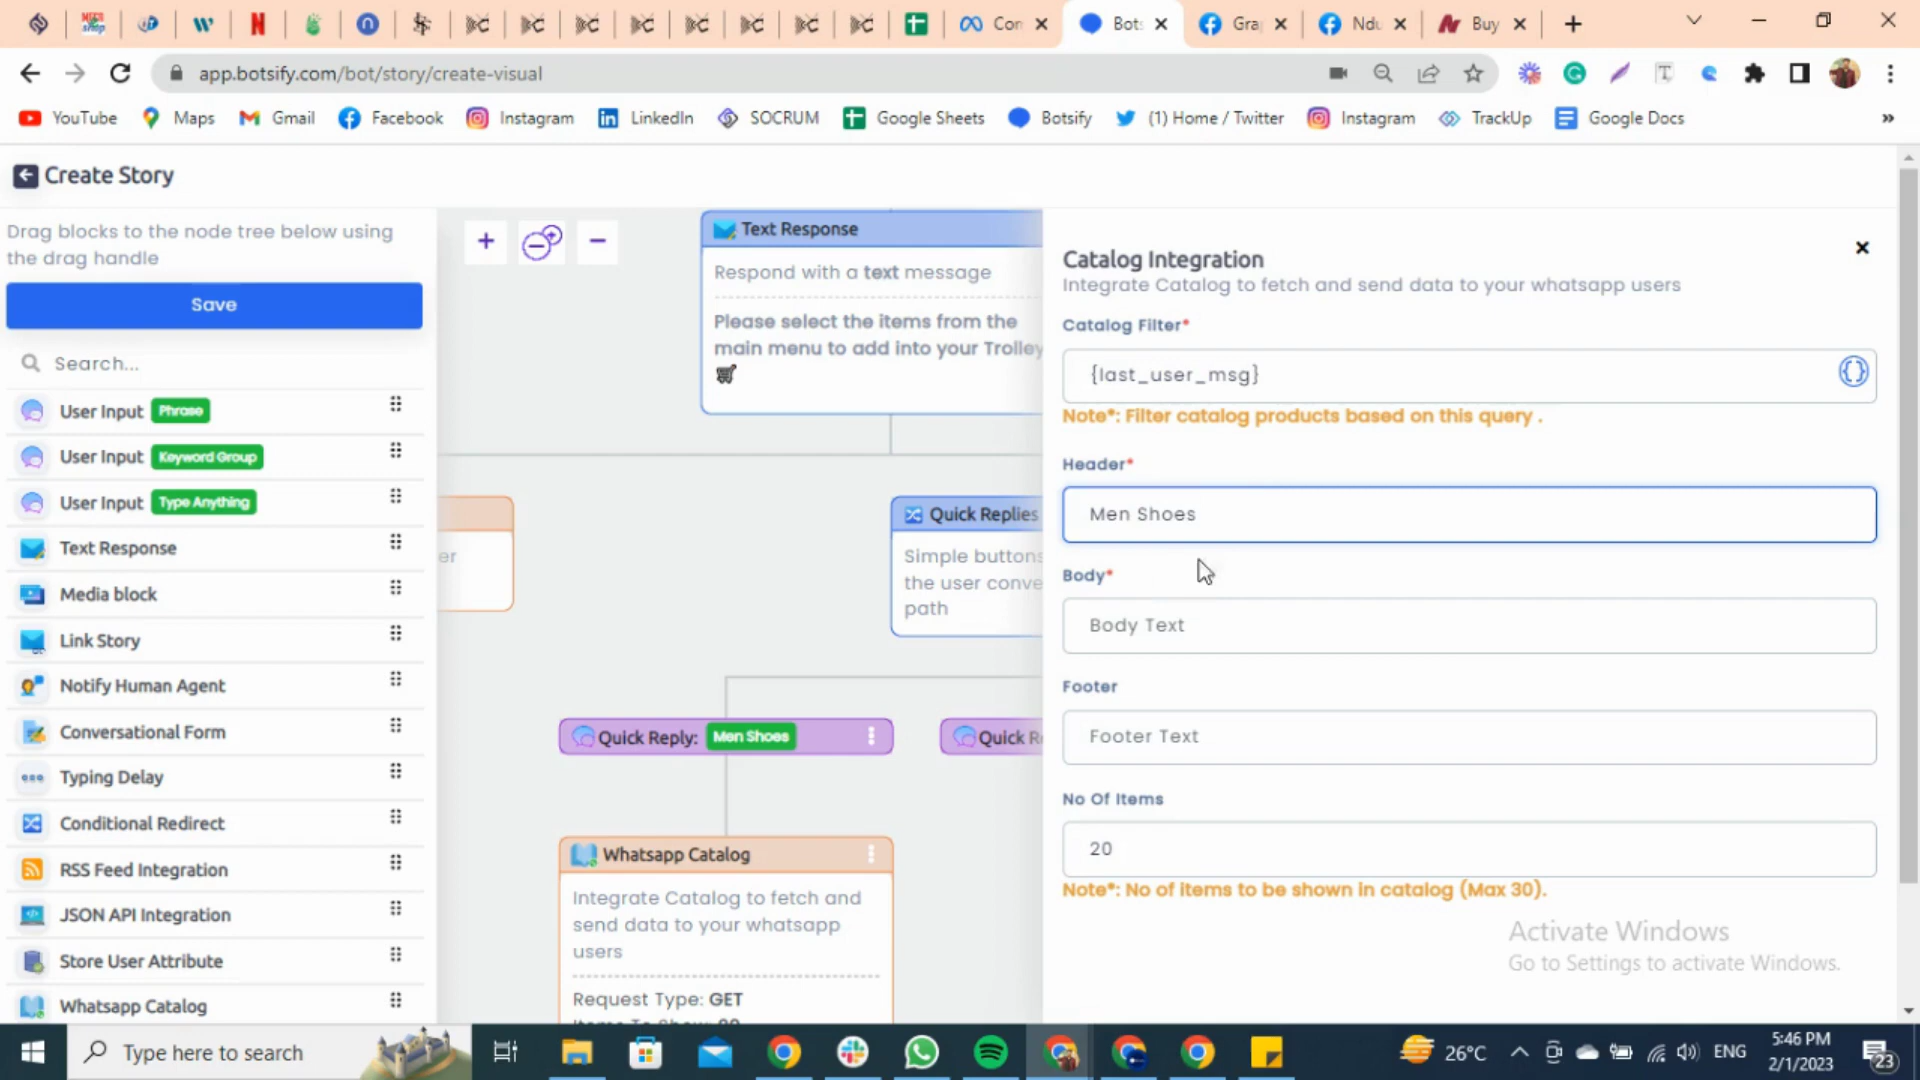 Con
Bots
Gra
Ndu
Buy
app.botsify.com/bot/story/create-visual
YouTube
Maps
Gmail
Facebook
Instagram
LinkedIn
SOCRUM
Google Sheets
Botsify
(1) Home / Twitter
Instagram
TrackUp
Google Docs
»
Create Story
Drag blocks to the node tree below using
the drag handle
Save
Search...
User Input Phrase
User Input Keyword Group
User Input Type Anything
Text Response
Media block
Link Story
Notify Human Agent
Conversational Form
Typing Delay
Conditional Redirect
RSS Feed Integration
JSON API Integration
Store User Attribute
Whatsapp Catalog
Text Response
Respond with a text message
Please select the items from the
main menu to add into your Trolley
er
Quick Replies
Simple buttons
the user conve
path
Quick Reply: Men Shoes
Quick R
Whatsapp Catalog
Integrate Catalog to fetch and
send data to your whatsapp
users
Request Type: GET
Catalog Integration
Integrate Catalog to fetch and send data to your whatsapp users
Catalog Filter*
{last_user_msg}
Note*: Filter catalog products based on this query .
Header*
Men Shoes
Body*
Body Text
Footer
Footer Text
No Of Items
20
Note*: No of items to be shown in catalog (Max 30).
Activate Windows
Go to Settings to activate Windows.
Type here to search
26°C
ENG
5:46 PM
2/1/2023
23